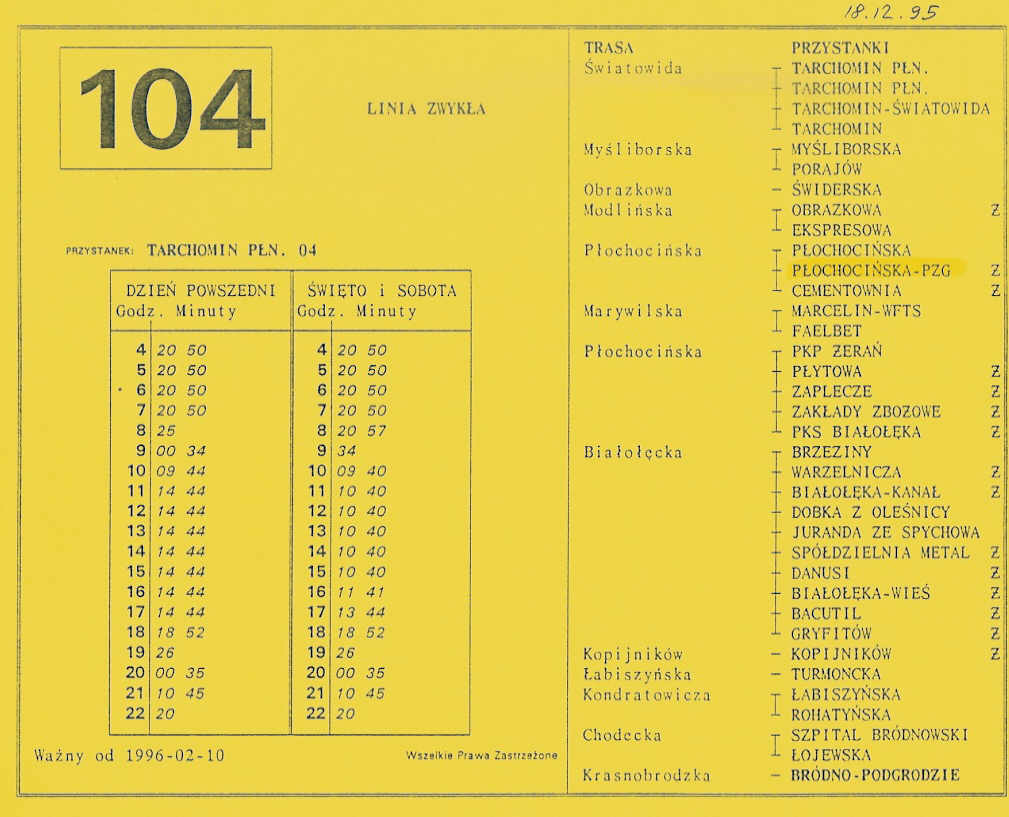 18.12.95
104
LINIA ZWYKŁA
PRZYSTANEK: TARCHOMIN PŁN. 04
DZIEŃ POWSZEDNI ŚWIĘTO i SOBOTA
Godz. Minuty Godz. Minuty
4 20 50 4 20 50
5 20 50 5 20 50
6 20 50 6 20 50
7 20 50 7 20 50
8 25 8 20 57
9 00 34 9 34
10 09 44 10 09 40
11 14 44 11 10 40
12 14 44 12 10 40
13 14 44 13 10 40
14 14 44 14 10 40
15 14 44 15 10 40
16 14 44 16 11 41
17 14 44 17 13 44
18 18 52 18 18 52
19 26 19 26
20 00 35 20 00 35
21 10 45 21 10 45
22 20 22 20
Ważny od 1996-02-10 Wszelkie Prawa Zastrzeżone
TRASA PRZYSTANKI
Światowida TARCHOMIN PŁN.
TARCHOMIN PŁN.
TARCHOMIN-ŚWIATOWIDA
TARCHOMIN
Myśliborska MYŚLIBORSKA
PORAJÓW
Obrazkowa ŚWIDERSKA
Modlińska OBRAZKOWA Ż
EKSPRESOWA
Płochocińska PŁOCHOCIŃSKA
PŁOCHOCIŃSKA-PZG Ż
CEMENTOWNIA Ż
Marywilska MARCELIN-WFTS
FAELBET
Płochocińska PKP ŻERAŃ
PŁYTOWA Ż
ZAPLECZE Ż
ZAKŁADY ZBOŻOWE Ż
PKS BIAŁOŁĘKA Ż
Białołęcka BRZEZINY
WARZELNICZA Ż
BIAŁOŁĘKA-KANAŁ Ż
DOBKA Z OLEŚNICY
JURANDA ZE SPYCHOWA
SPÓŁDZIELNIA METAL Ż
DANUSI Ż
BIAŁOŁĘKA-WIEŚ Ż
BACUTIL Ż
GRYFITÓW Ż
Kopijników KOPIJNIKÓW Ż
Łabiszyńska TURMONCKA
Kondratowicza ŁABISZYŃSKA
ROHATYŃSKA
Chodecka SZPITAL BRÓDNOWSKI
ŁOJEWSKA
Krasnobrodzka BRÓDNO-PODGRODZIE